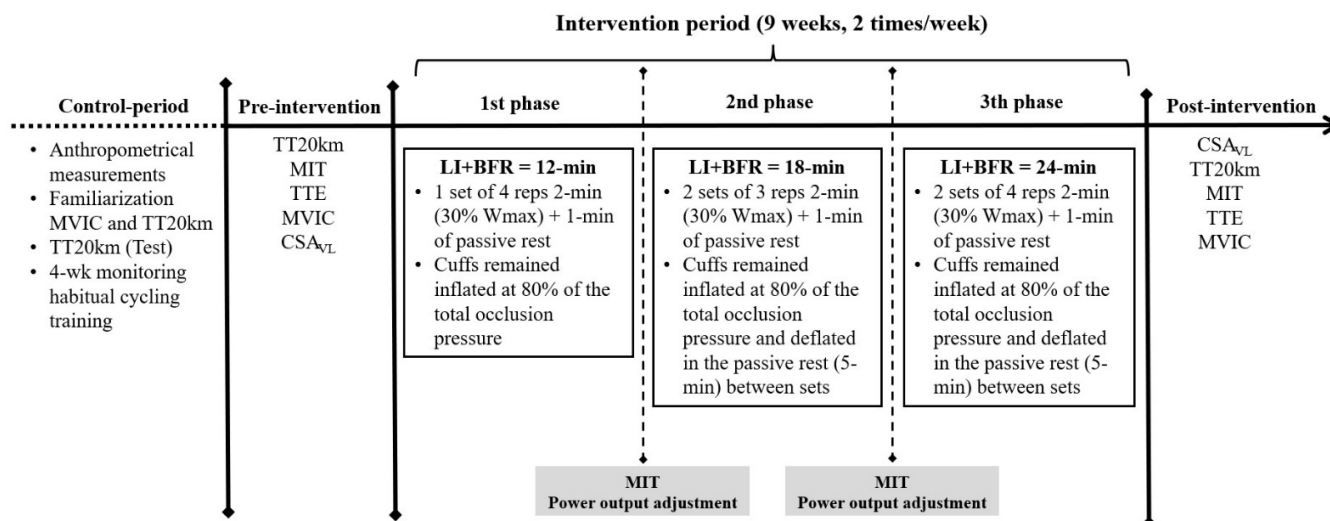 Intervention period (9 weeks, 2 times/week)
Control-period
Pre-intervention
1st phase
2nd phase
3th phase
Post-intervention
• Anthropometrical
measurements
• Familiarization
MVIC and TT20km
• TT20km (Test)
• 4-wk monitoring
habitual cycling
training
TT20km
MIT
TTE
MVIC
CSAVL
LI+BFR = 12-min
• 1 set of 4 reps 2-min
(30% Wmax) + 1-min
of passive rest
• Cuffs remained
inflated at 80% of the
total occlusion
pressure
LI+BFR = 18-min
• 2 sets of 3 reps 2-min
(30% Wmax) + 1-min
of passive rest
• Cuffs remained
inflated at 80% of the
total occlusion
pressure and deflated
in the passive rest (5-
min) between sets
LI+BFR = 24-min
• 2 sets of 4 reps 2-min
(30% Wmax) + 1-min
of passive rest
• Cuffs remained
inflated at 80% of the
total occlusion
pressure and deflated
in the passive rest (5-
min) between sets
CSAVL
TT20km
MIT
TTE
MVIC
MIT
Power output adjustment
MIT
Power output adjustment